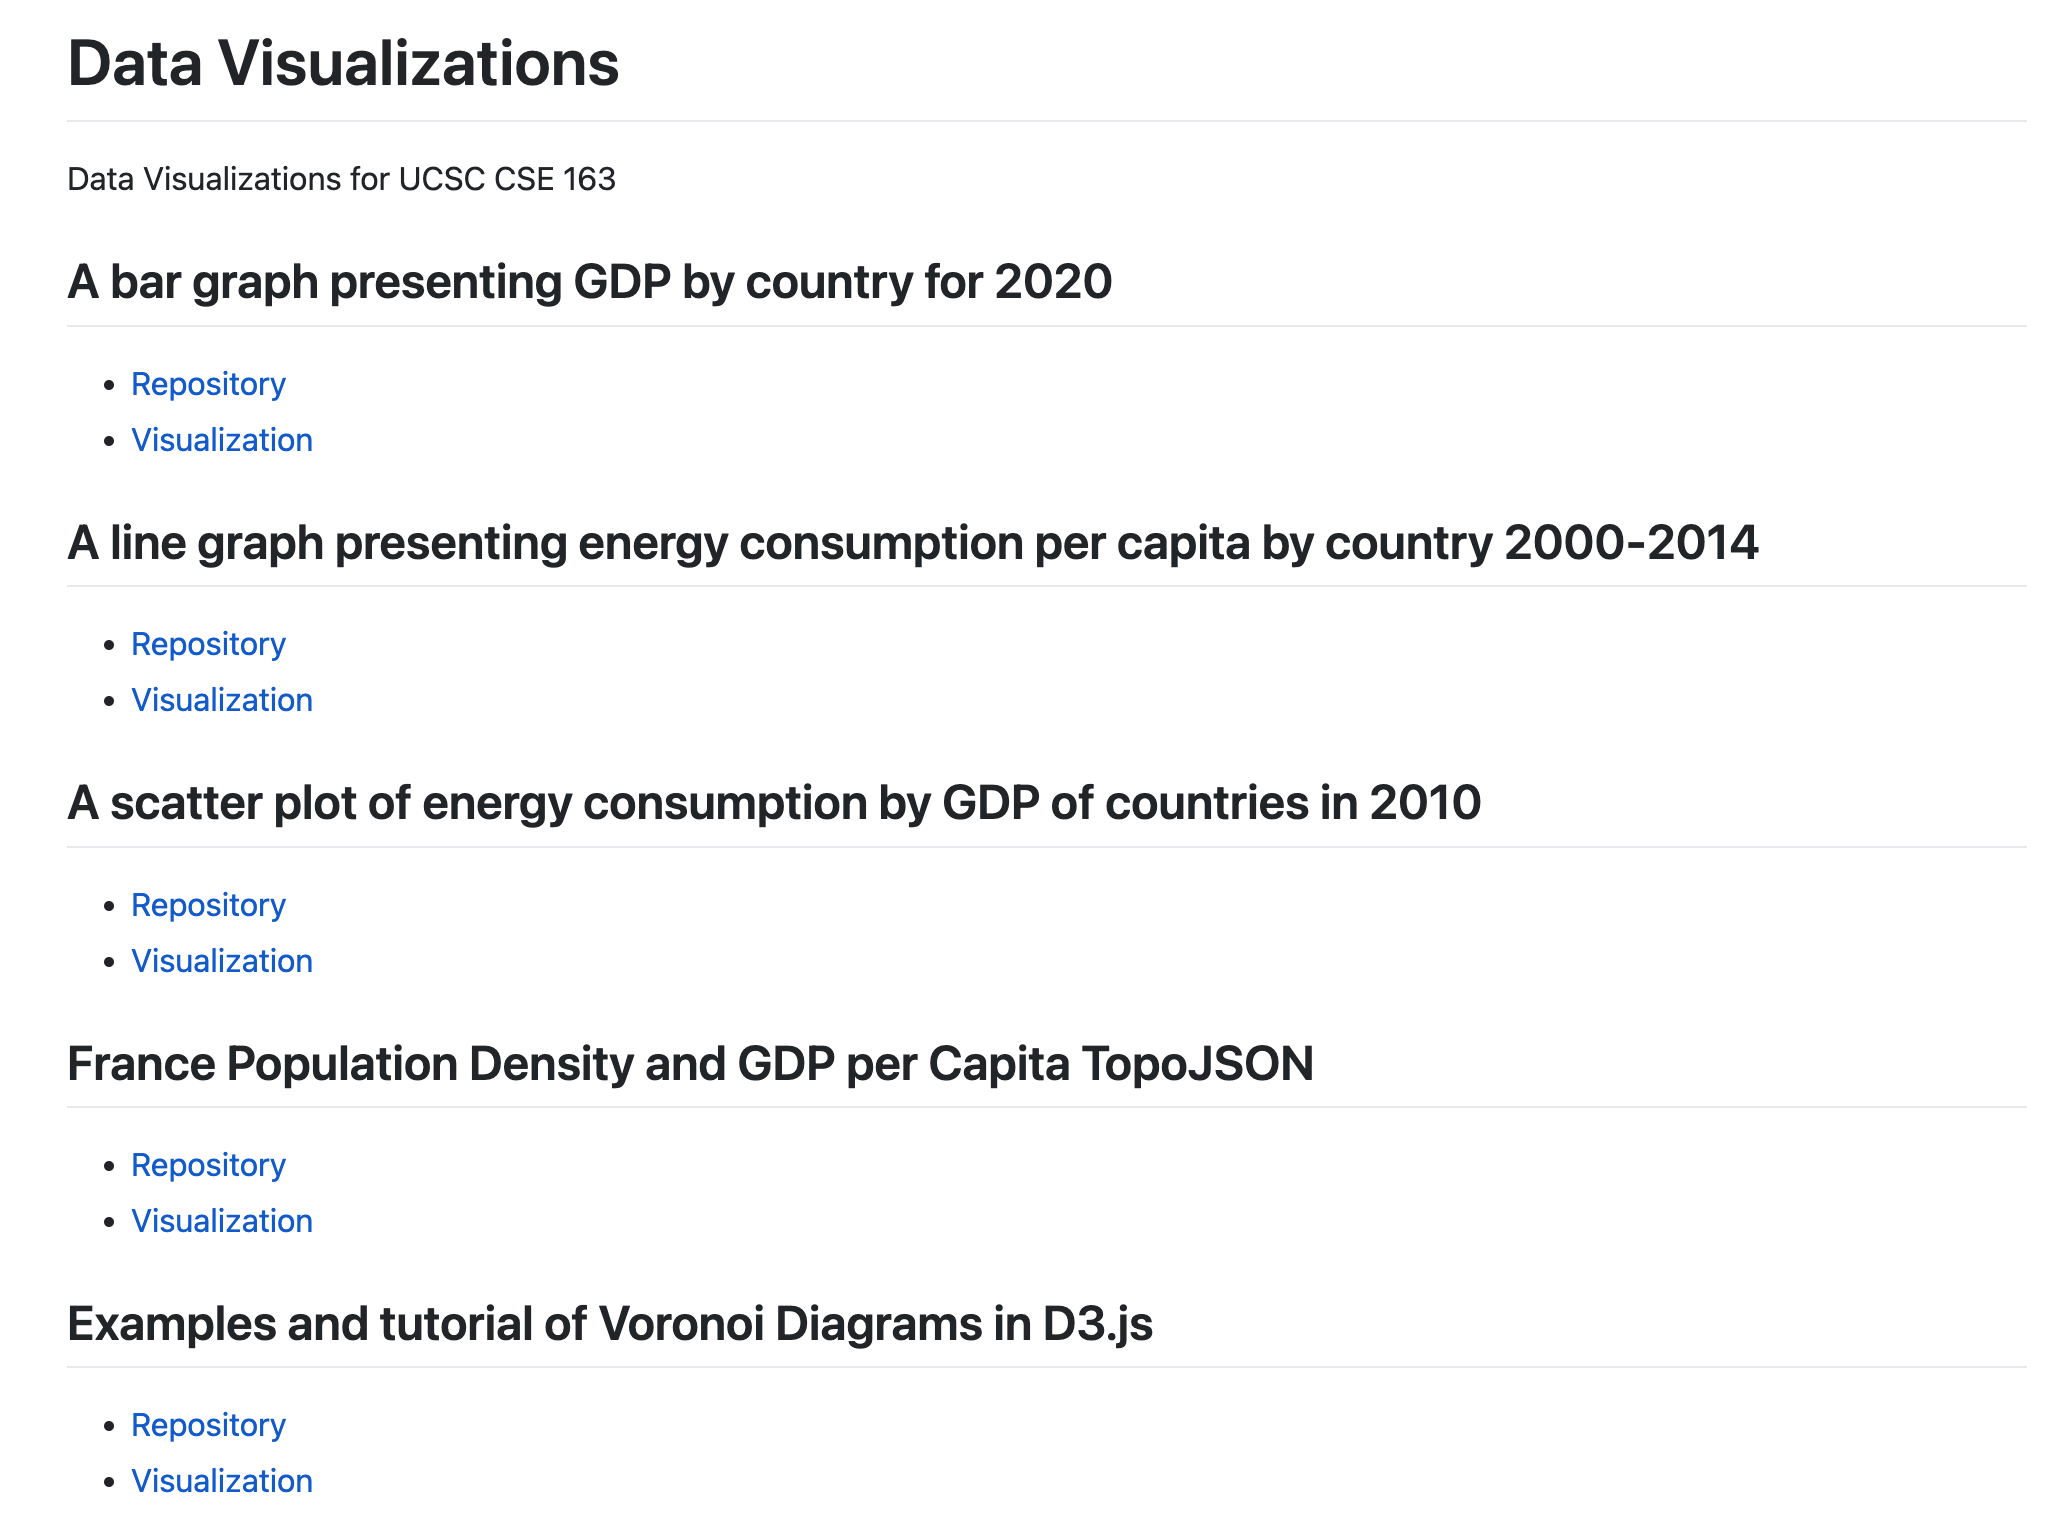 Data Visualizations
Data Visualizations for UCSC CSE 163
A bar graph presenting GDP by country for 2020
• Repository
• Visualization
A line graph presenting energy consumption per capita by country 2000-2014
• Repository
• Visualization
A scatter plot of energy consumption by GDP of countries in 2010
• Repository
• Visualization
France Population Density and GDP per Capita TopoJSON
• Repository
• Visualization
Examples and tutorial of Voronoi Diagrams in D3.js
• Repository
• Visualization